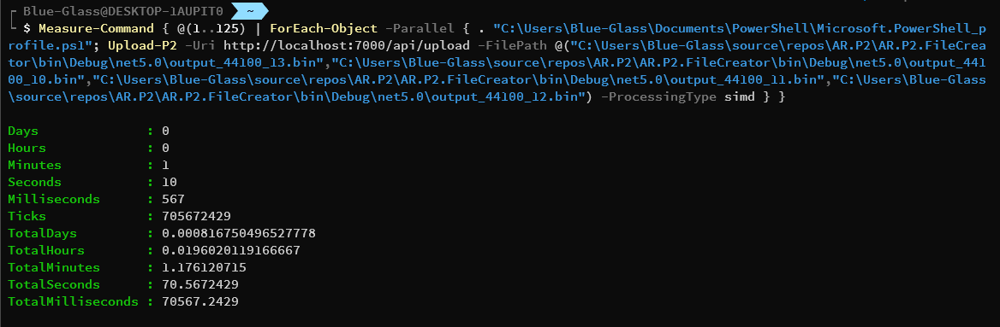 Blue-Glass@DESKTOP-1AUPIT0 ~
$ Measure-Command { @(1..125) | ForEach-Object -Parallel { . "C:\Users\Blue-Glass\Documents\PowerShell\Microsoft.PowerShell_p
rofile.ps1"; Upload-P2 -Uri http://localhost:7000/api/upload -FilePath @("C:\Users\Blue-Glass\source\repos\AR.P2\AR.P2.FileCrea
tor\bin\Debug\net5.0\output_44100_13.bin","C:\Users\Blue-Glass\source\repos\AR.P2\AR.P2.FileCreator\bin\Debug\net5.0\output_441
00_10.bin","C:\Users\Blue-Glass\source\repos\AR.P2\AR.P2.FileCreator\bin\Debug\net5.0\output_44100_11.bin","C:\Users\Blue-Glass
\source\repos\AR.P2\AR.P2.FileCreator\bin\Debug\net5.0\output_44100_12.bin") -ProcessingType simd } }
Days : 0
Hours : 0
Minutes : 1
Seconds : 10
Milliseconds : 567
Ticks : 705672429
TotalDays : 0.000816750496527778
TotalHours : 0.0196020119166667
TotalMinutes : 1.176120715
TotalSeconds : 70.5672429
TotalMilliseconds : 70567.2429